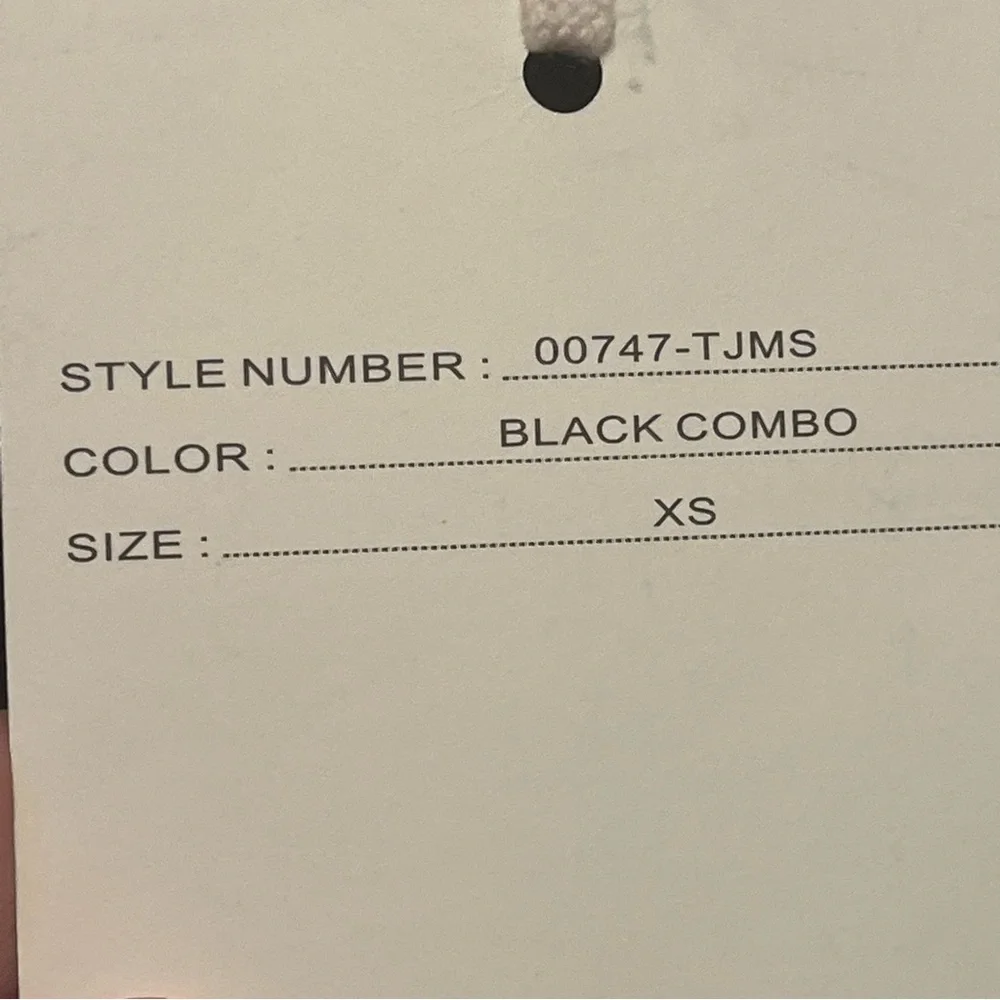 STYLE NUMBER : 00747-TJMS
COLOR : BLACK COMBO
SIZE : XS